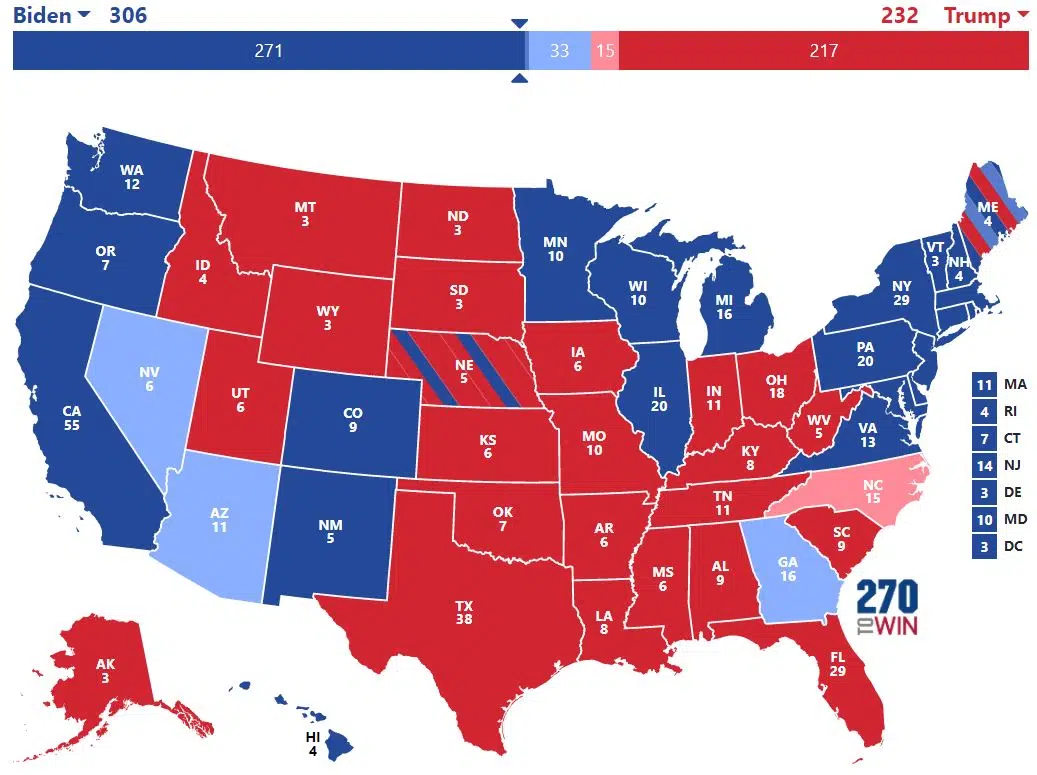 Biden 306
232 Trump
271 33 15 217
WA
12
OR
7
CA
55
NV
6
ID
4
MT
3
WY
3
UT
6
AZ
11
CO
9
NM
5
ND
3
SD
3
NE
5
KS
6
OK
7
TX
38
MN
10
IA
6
MO
10
AR
6
LA
8
WI
10
IL
20
MI
16
IN
11
OH
18
KY
8
TN
11
MS
6
AL
9
GA
16
FL
29
SC
9
NC
15
VA
13
WV
5
PA
20
NY
29
VT
3
NH
4
ME
4
11 MA
4 RI
7 CT
14 NJ
3 DE
10 MD
3 DC
AK
3
HI
4
270
TO WIN